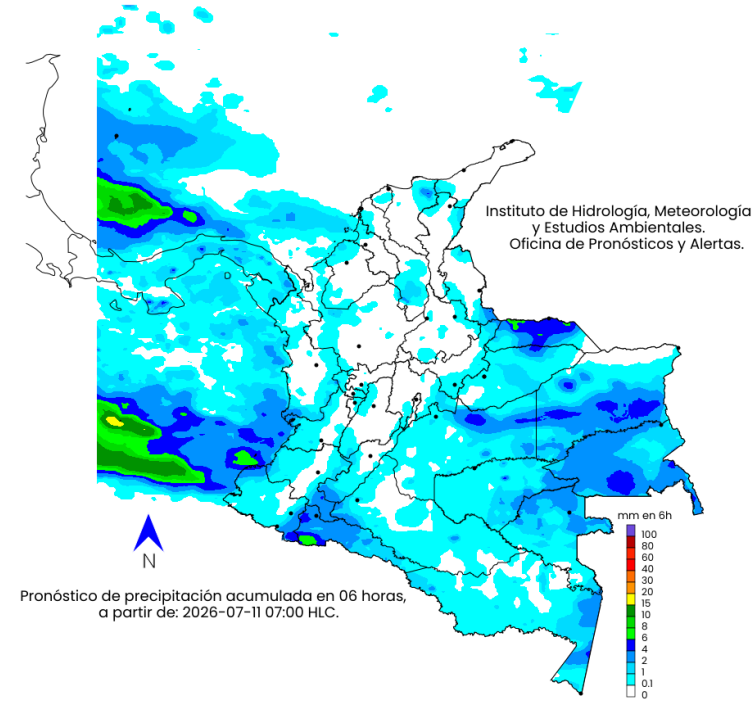 Instituto de Hidrología, Meteorología
y Estudios Ambientales.
Oficina de Pronósticos y Alertas.
mm en 6h
100
80
60
40
30
20
15
10
8
6
4
2
1
0.1
0
N
Pronóstico de precipitación acumulada en 06 horas,
a partir de: 2026-07-11 07:00 HLC.